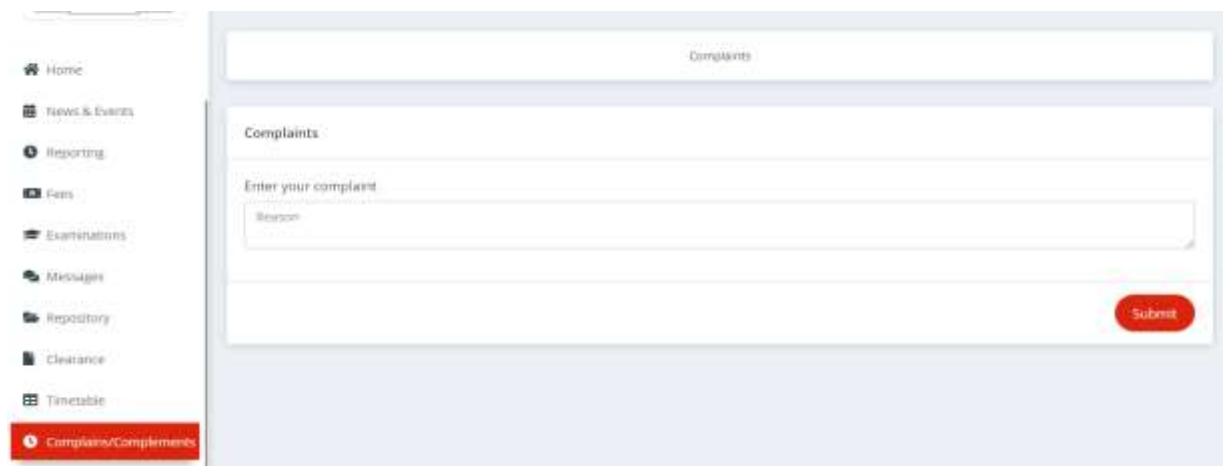 Home
News & Events
Reporting
Fees
Examinations
Messages
Repository
Clearance
Timetable
Complains/Complements
Complaints
Complaints
Enter your complaint
Reason
Submit